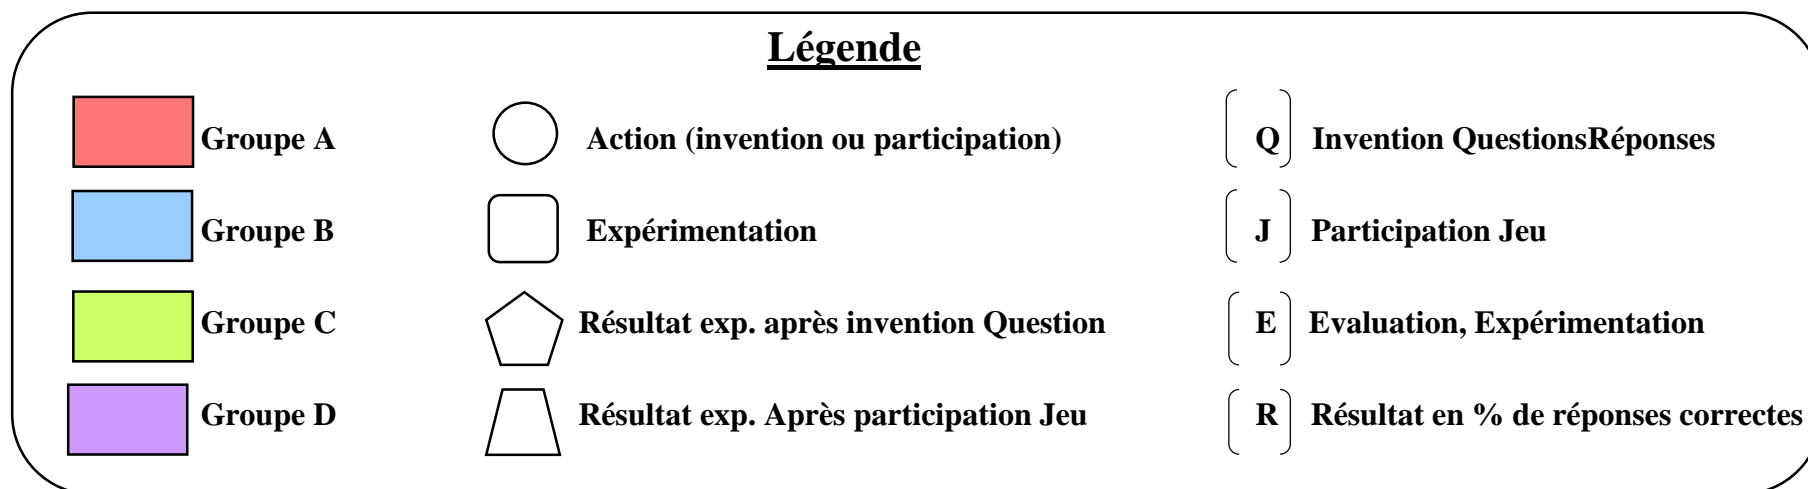 Légende
Groupe A
Action (invention ou participation)
Q Invention QuestionsRéponses
Groupe B
Expérimentation
J Participation Jeu
Groupe C
Résultat exp. après invention Question
E Evaluation, Expérimentation
Groupe D
Résultat exp. Après participation Jeu
R Résultat en % de réponses correctes